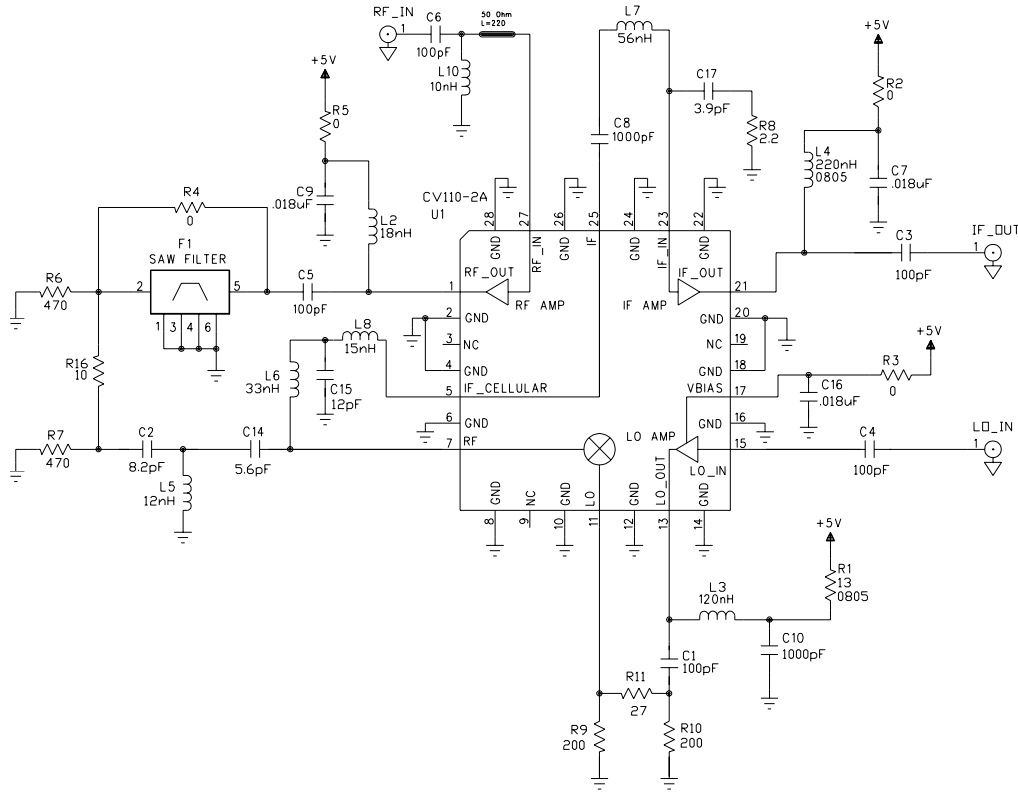 RF_IN
1
C6
100pF
50 Ohm
L=220
L10
10nH
L7
56nH
C17
3.9pF
R8
2.2
C8
1000pF
+5V
R2
0
L4
220nH
0805
C7
.018uF
+5V
R5
0
C9
.018uF
L2
18nH
R4
0
F1
SAW FILTER
2
5
1
3
4
6
R6
470
C5
100pF
R16
10
L8
15nH
L6
33nH
C15
12pF
R7
470
C2
8.2pF
C14
5.6pF
L5
12nH
CV110-2A
U1
28
GND
27
RF_IN
26
GND
25
IF
24
GND
23
IF_IN
22
GND
1
RF_OUT
RF AMP
2
GND
3
NC
4
GND
5
IF_CELLULAR
6
GND
7
RF
IF_OUT
IF AMP
21
GND
20
NC
19
GND
18
VBIAS
17
GND
16
LO AMP
LO_IN
15
8
GND
9
NC
10
GND
11
LO
12
GND
13
LO_OUT
14
GND
C3
100pF
IF_OUT
1
+5V
R3
0
C16
.018uF
C4
100pF
LO_IN
1
+5V
R1
13
0805
L3
120nH
C10
1000pF
C1
100pF
R11
27
R9
200
R10
200